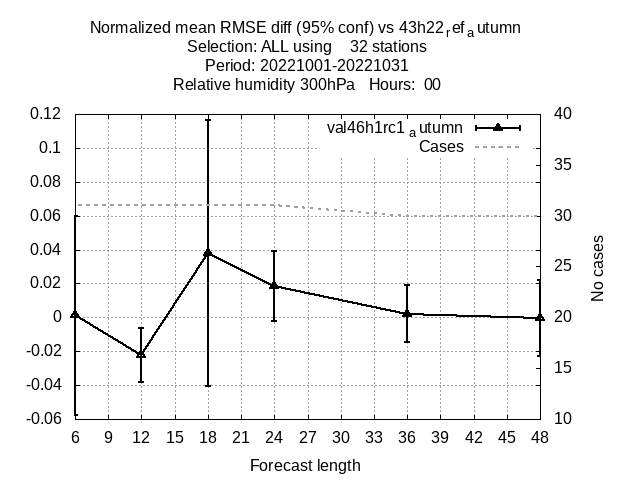 Normalized mean RMSE diff (95% conf) vs 43h22refautumn
Selection: ALL using 32 stations
Period: 20221001-20221031
Relative humidity 300hPa Hours: 00
val46h1rc1 a utumn
Cases
0.12
0.1
0.08
0.06
0.04
0.02
0
-0.02
-0.04
-0.06
40
35
30
25
20
15
10
No cases
6 9 12 15 18 21 24 27 30 33 36 39 42 45 48
Forecast length